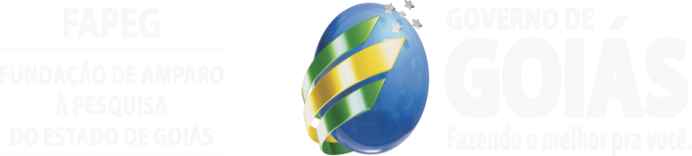 FAPEG
FUNDAÇÃO DE AMPARO
À PESQUISA
DO ESTADO DE GOIÁS
GOVERNO DE
GOIÁS
Fazendo o melhor pra você.